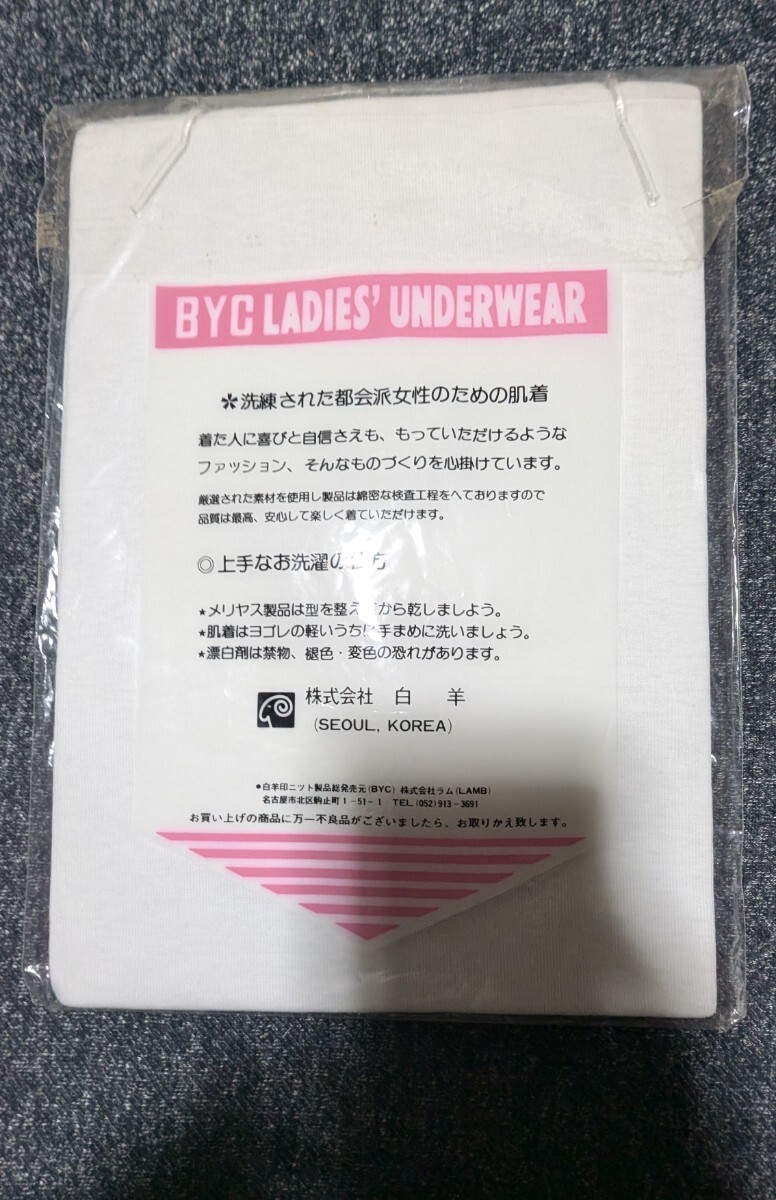 BYC LADIES' UNDERWEAR
＊洗練された都会派女性のための肌着
着た人に喜びと自信さえも、もっていただけるような
ファッション、そんなものづくりを心掛けています。
厳選された素材を使用し製品は綿密な検査工程をへておりますので
品質は最高、安心して楽しく着ていただけます。
◎上手なお洗濯の仕方
★メリヤス製品は型を整えてから乾しましよう。
★肌着はヨゴレの軽いうちに手まめに洗いましょう。
★漂白剤は禁物、褪色・変色の恐れがあります。
株式会社 白 羊
(SEOUL, KOREA)
●白羊印ニット製品総発売元(BYC) 株式会社ラム(LAMB)
名古屋市北区駒止町1-51-1 TEL(052)913-3691
お買い上げの商品に万一不良品がございましたら、お取りかえ致します。